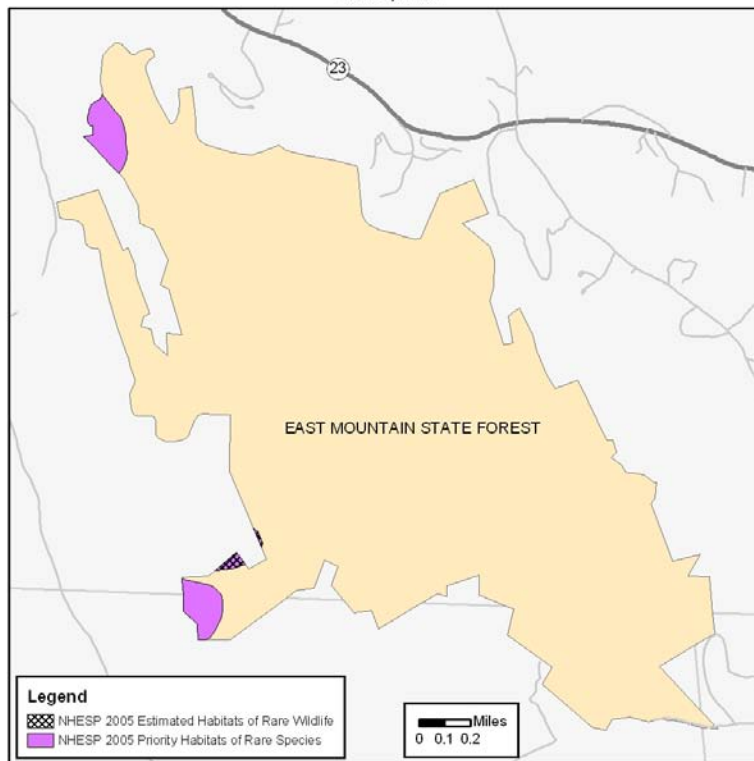 23
EAST MOUNTAIN STATE FOREST
Legend
NHESP 2005 Estimated Habitats of Rare Wildlife
NHESP 2005 Priority Habitats of Rare Species
Miles
0 0.1 0.2